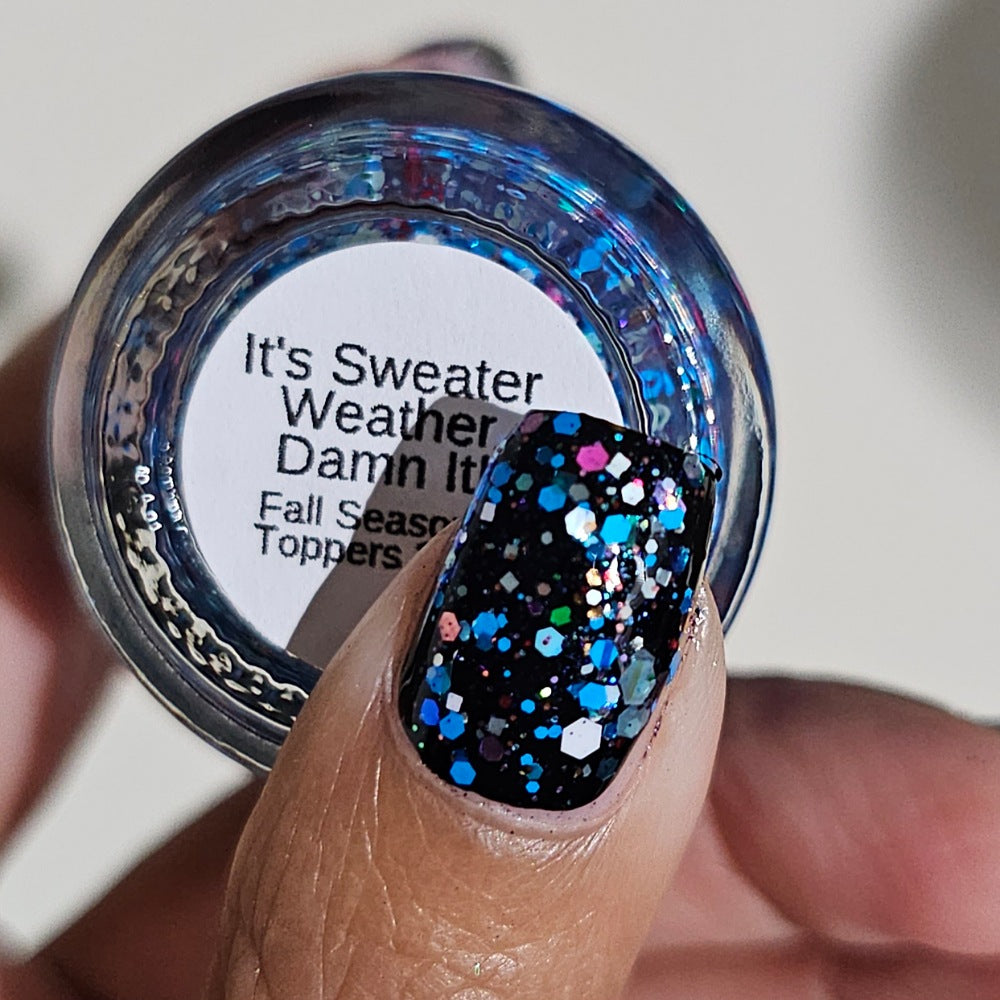 It's Sweater
Weather
Damn It!
Fall Seaso
Toppers